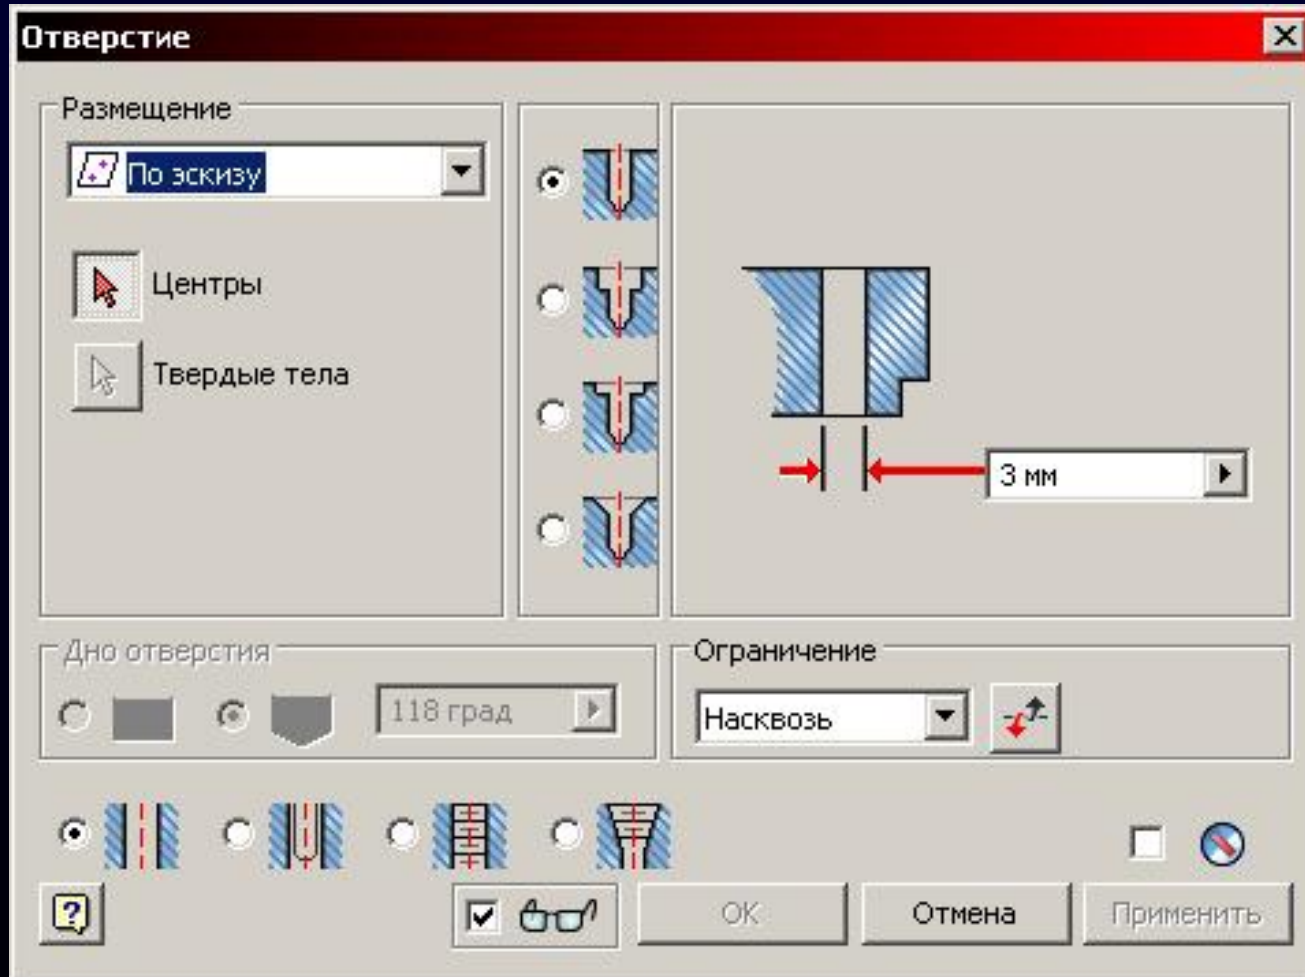 Отверстие
Размещение
По эскизу
Центры
Твердые тела
3 мм
Дно отверстия
118 град
Ограничение
Насквозь
?
OK
Отмена
Применить